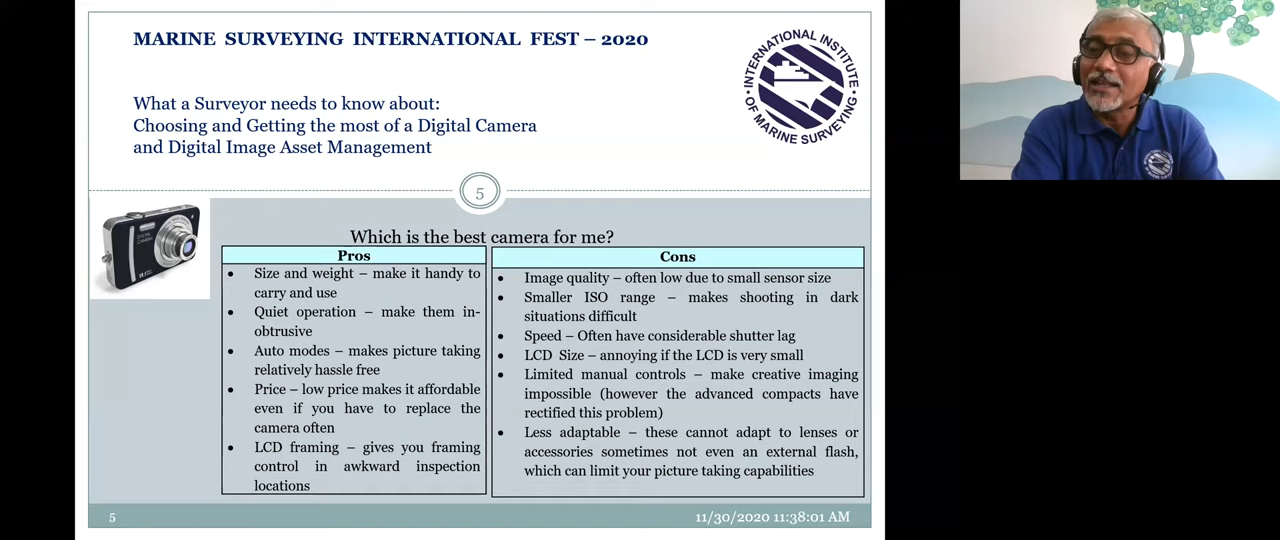 MARINE SURVEYING INTERNATIONAL FEST – 2020
INTERNATIONAL INSTITUTE
• OF MARINE SURVEYING •
What a Surveyor needs to know about:
Choosing and Getting the most of a Digital Camera
and Digital Image Asset Management
5
DIGITAL
CAMERA
Which is the best camera for me?
Pros
• Size and weight – make it handy to
carry and use
• Quiet operation – make them in-
obtrusive
• Auto modes – makes picture taking
relatively hassle free
• Price – low price makes it affordable
even if you have to replace the
camera often
• LCD framing – gives you framing
control in awkward inspection
locations
Cons
• Image quality – often low due to small sensor size
• Smaller ISO range – makes shooting in dark
situations difficult
• Speed – Often have considerable shutter lag
• LCD Size – annoying if the LCD is very small
• Limited manual controls – make creative imaging
impossible (however the advanced compacts have
rectified this problem)
• Less adaptable – these cannot adapt to lenses or
accessories sometimes not even an external flash,
which can limit your picture taking capabilities
5
11/30/2020 11:38:01 AM